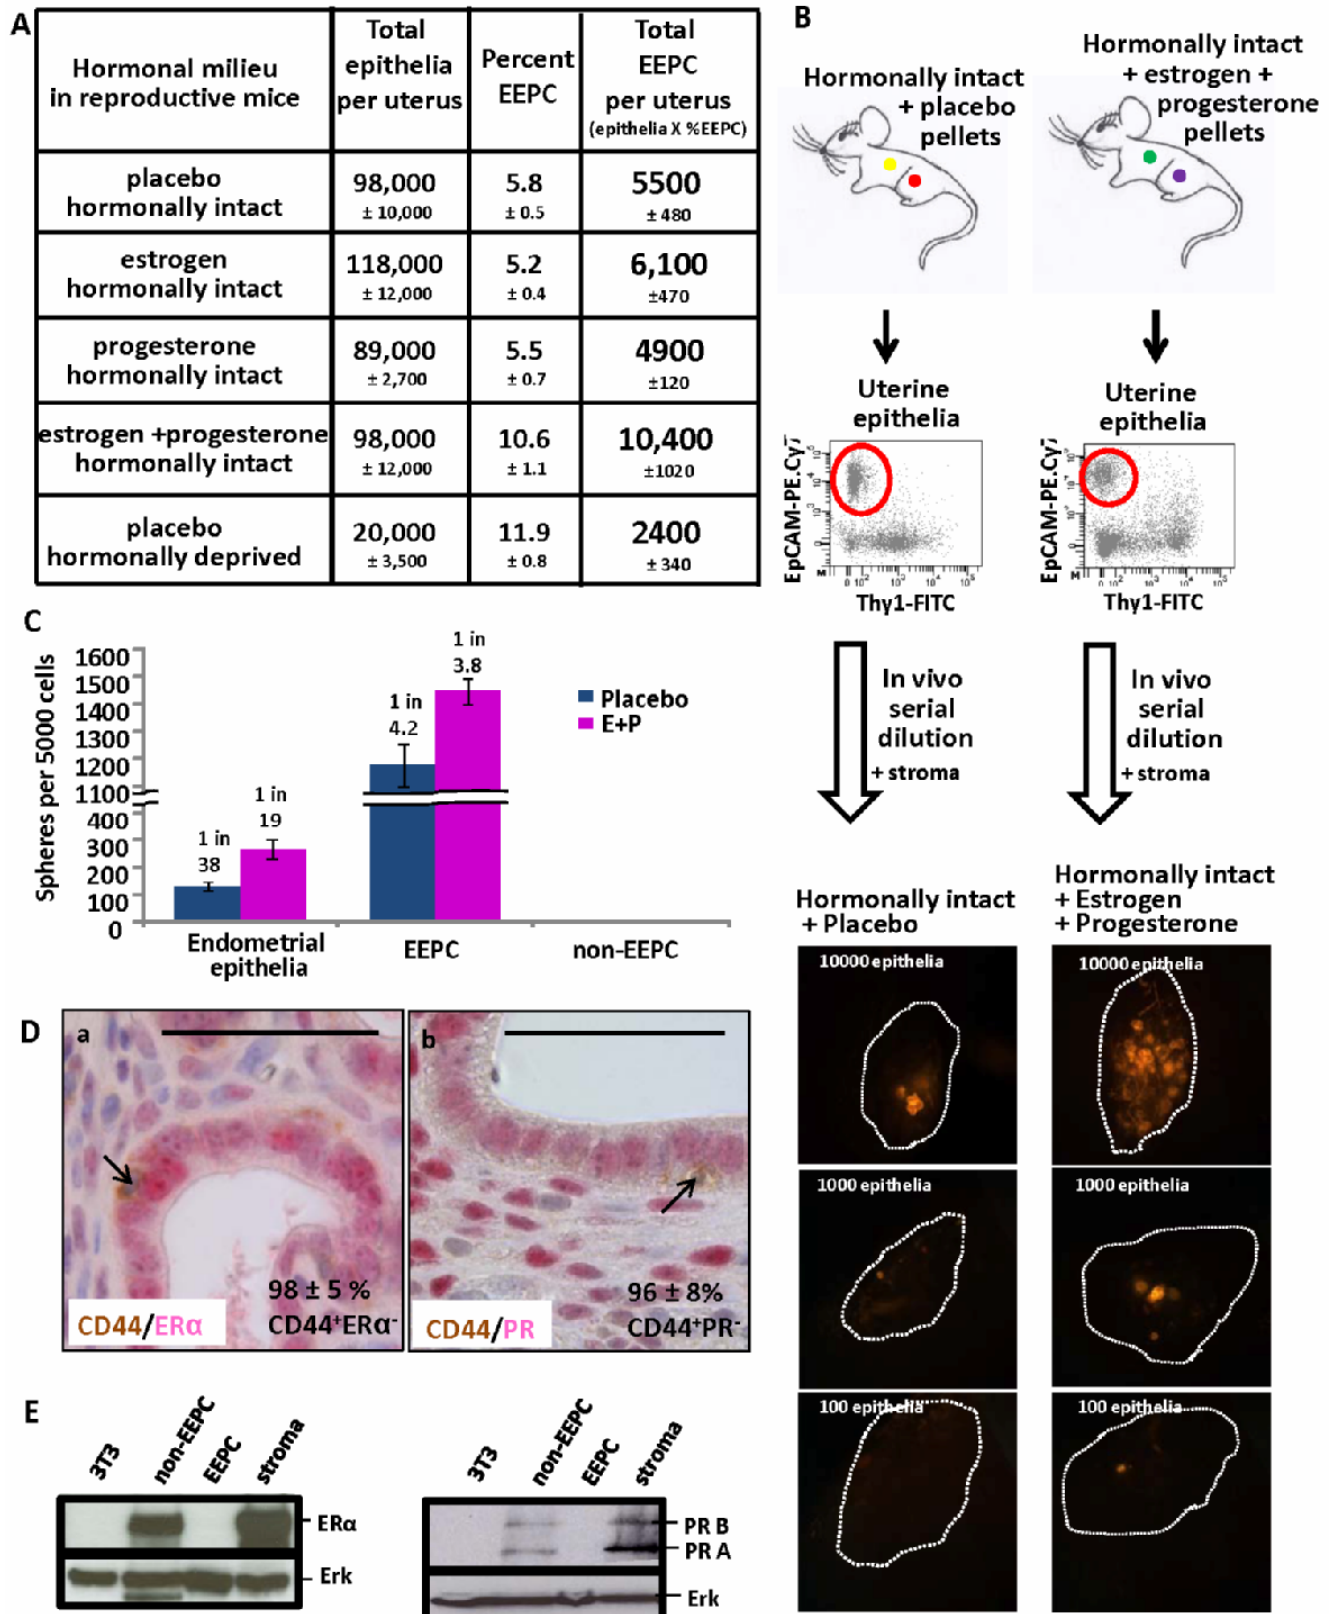 A
Hormonal milieu
in reproductive mice
Total
epithelia
per uterus
Percent
EEPC
Total
EEPC
per uterus
(epithelia X %EEPC)
placebo
hormonally intact
98,000
± 10,000
5.8
± 0.5
5500
± 480
estrogen
hormonally intact
118,000
± 12,000
5.2
± 0.4
6,100
±470
progesterone
hormonally intact
89,000
± 2,700
5.5
± 0.7
4900
±120
estrogen +progesterone
hormonally intact
98,000
± 12,000
10.6
± 1.1
10,400
±1020
placebo
hormonally deprived
20,000
± 3,500
11.9
± 0.8
2400
± 340
B
Hormonally intact
+ placebo
pellets
Hormonally intact
+ estrogen +
progesterone
pellets
Uterine
epithelia
EpCAM-PE.Cy7
Thy1-FITC
Uterine
epithelia
EpCAM-PE.Cy7
Thy1-FITC
In vivo
serial
dilution
+ stroma
In vivo
serial
dilution
+ stroma
Hormonally intact
+ Placebo
Hormonally intact
+ Estrogen
+ Progesterone
10000 epithelia
10000 epithelia
1000 epithelia
1000 epithelia
100 epithelia
100 epithelia
C
Spheres per 5000 cells
1600
1500
1400
1300
1200
1100
400
300
200
100
0
1 in
38
1 in
19
1 in
4.2
1 in
3.8
Placebo
E+P
Endometrial
epithelia
EEPC
non-EEPC
D
a
98 ± 5 %
CD44⁺ERα⁻
CD44/ERα
b
96 ± 8%
CD44⁺PR⁻
CD44/PR
E
3T3
non-EEPC
EEPC
stroma
ERα
Erk
3T3
non-EEPC
EEPC
stroma
PR B
PR A
Erk